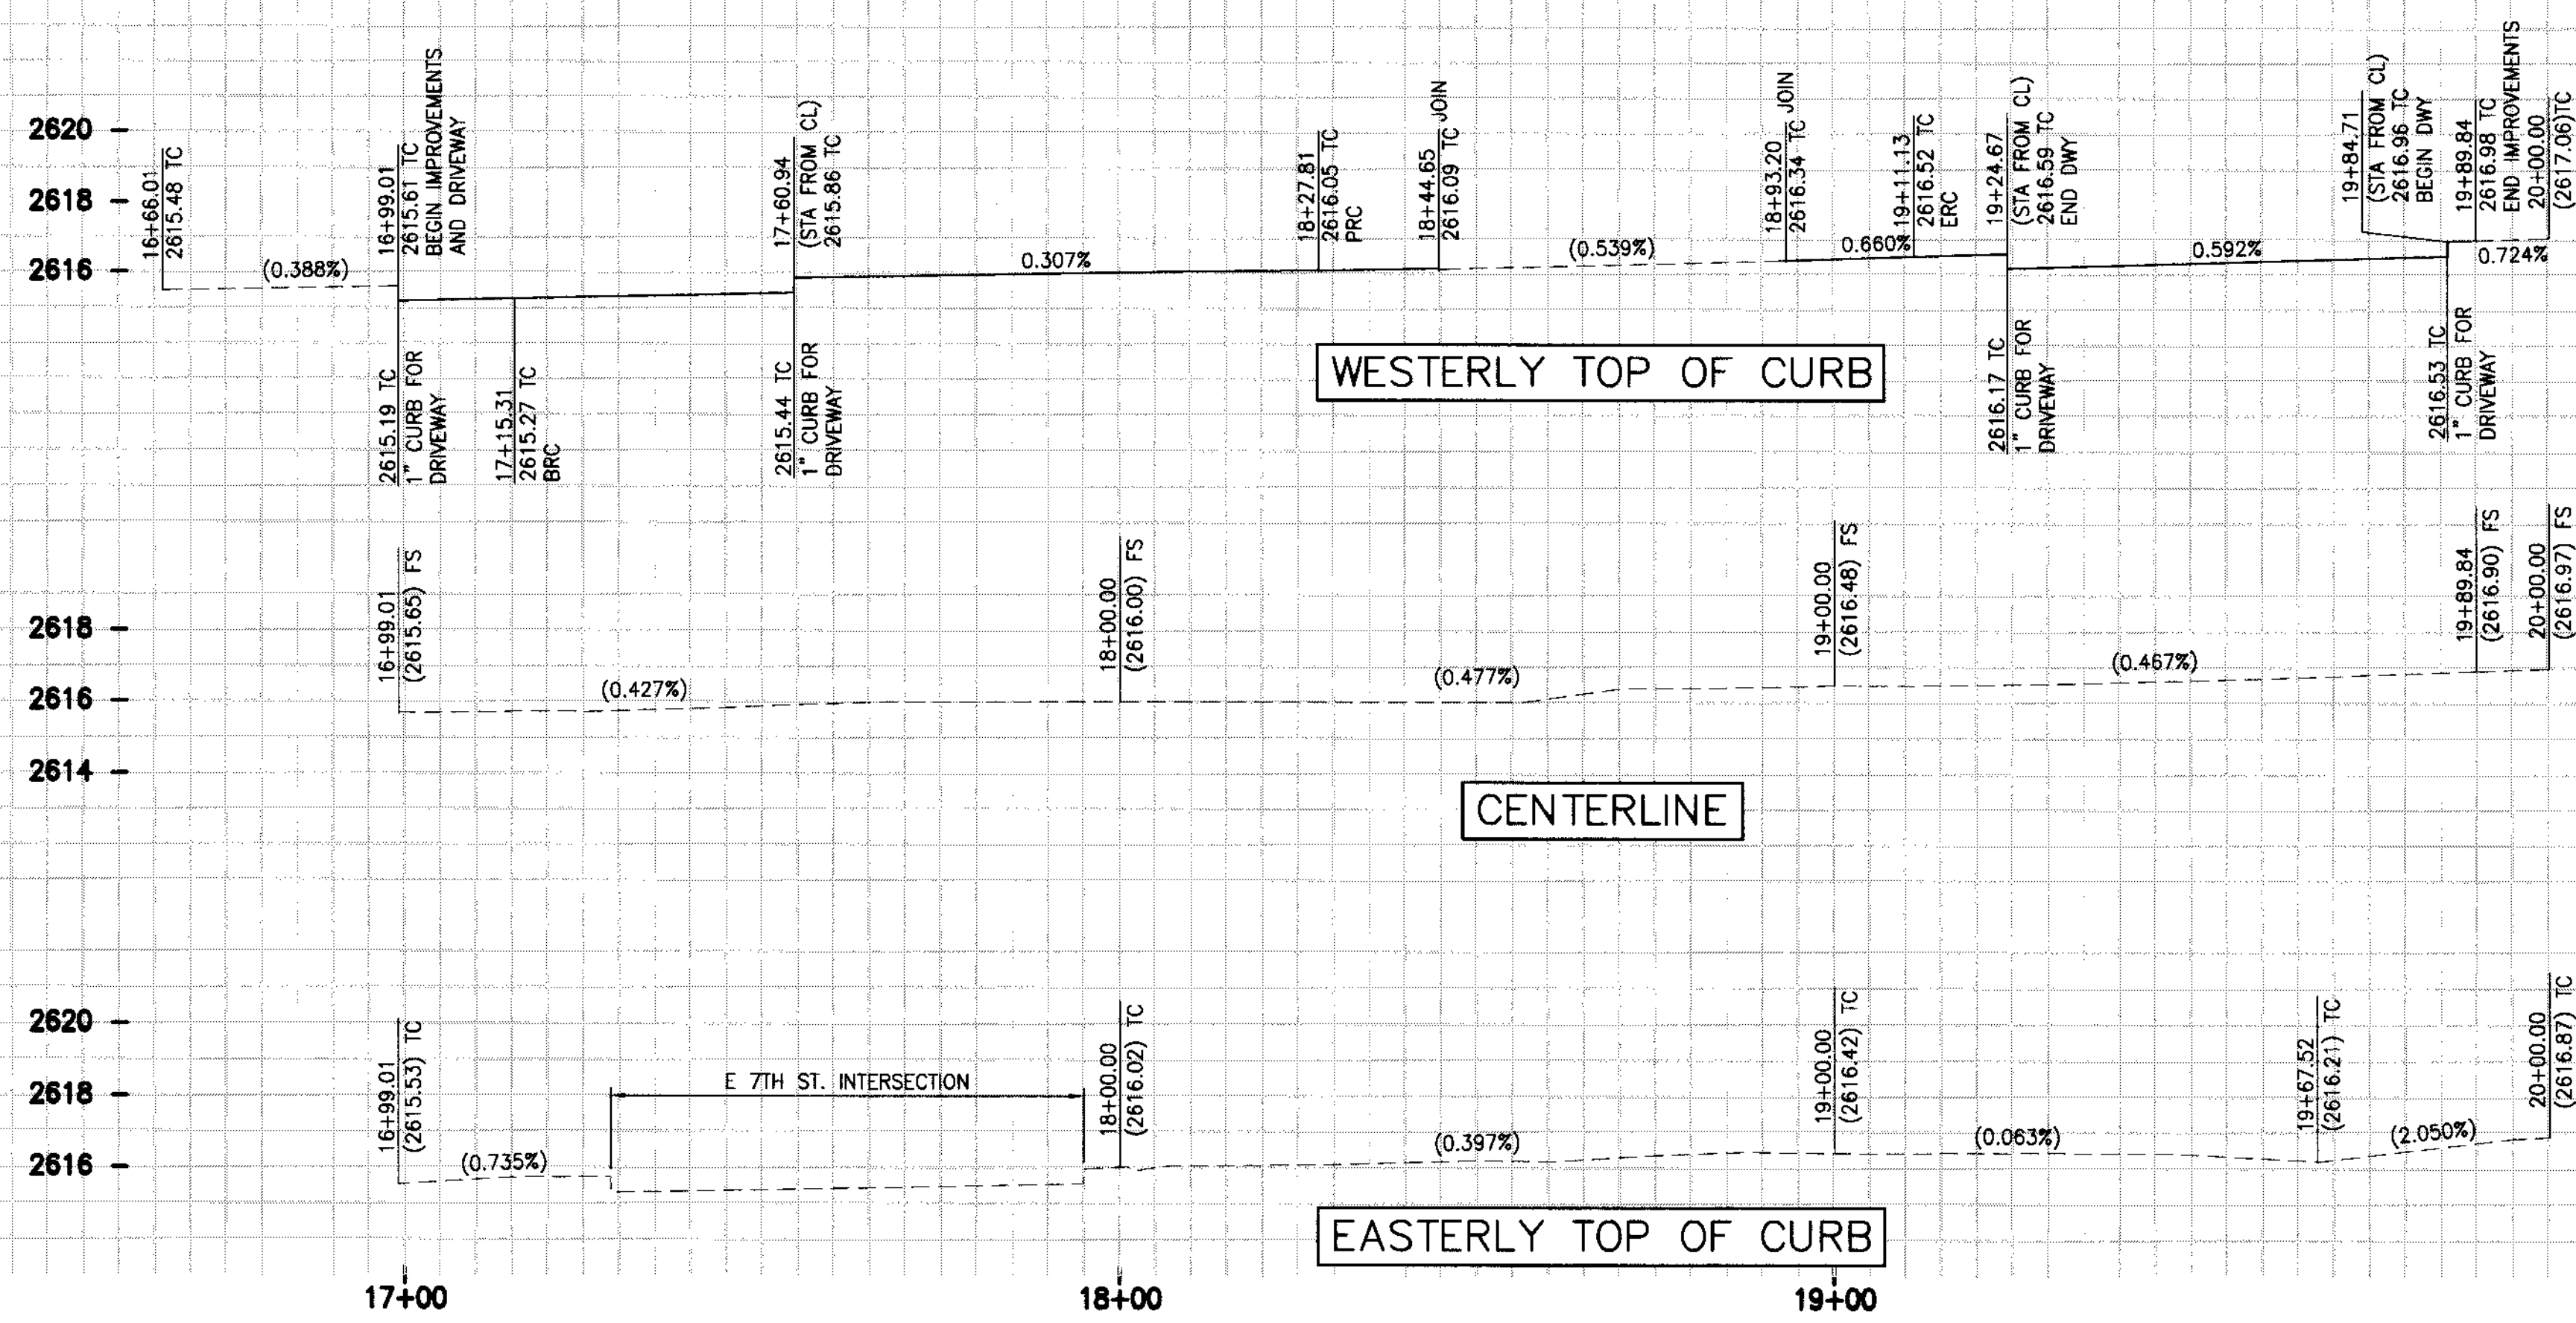 2620
2618
2616
16+66.01
2615.48 TC
(0.388%)
16+99.01
2615.61 TC
BEGIN IMPROVEMENTS
AND DRIVEWAY
17+60.94
(STA FROM CL)
2615.86 TC
0.307%
18+27.81
2616.05 TC
PRC
18+44.65
2616.09 TC JOIN
(0.539%)
18+93.20
2616.34 TC JOIN
0.660%
19+11.13
2616.52 TC
ERC
19+24.67
(STA FROM CL)
2616.59 TC
END DWY
0.592%
19+84.71
(STA FROM CL)
2616.96 TC
BEGIN DWY
19+89.84
2616.98 TC
END IMPROVEMENTS
20+00.00
(2617.06)TC
0.724%
2615.19 TC
1" CURB FOR
DRIVEWAY
17+15.31
2615.27 TC
BRC
2615.44 TC
1" CURB FOR
DRIVEWAY
WESTERLY TOP OF CURB
2616.17 TC
1" CURB FOR
DRIVEWAY
2616.53 TC
1" CURB FOR
DRIVEWAY
2618
2616
2614
16+99.01
(2615.65) FS
(0.427%)
18+00.00
(2616.00) FS
(0.477%)
19+00.00
(2616.48) FS
(0.467%)
19+89.84
(2616.90) FS
20+00.00
(2616.97) FS
CENTERLINE
2620
2618
2616
16+99.01
(2615.53) TC
(0.735%)
E 7TH ST. INTERSECTION
18+00.00
(2616.02) TC
(0.397%)
19+00.00
(2616.42) TC
(0.063%)
19+67.52
(2616.21) TC
(2.050%)
20+00.00
(2616.87) TC
EASTERLY TOP OF CURB
17+00
18+00
19+00